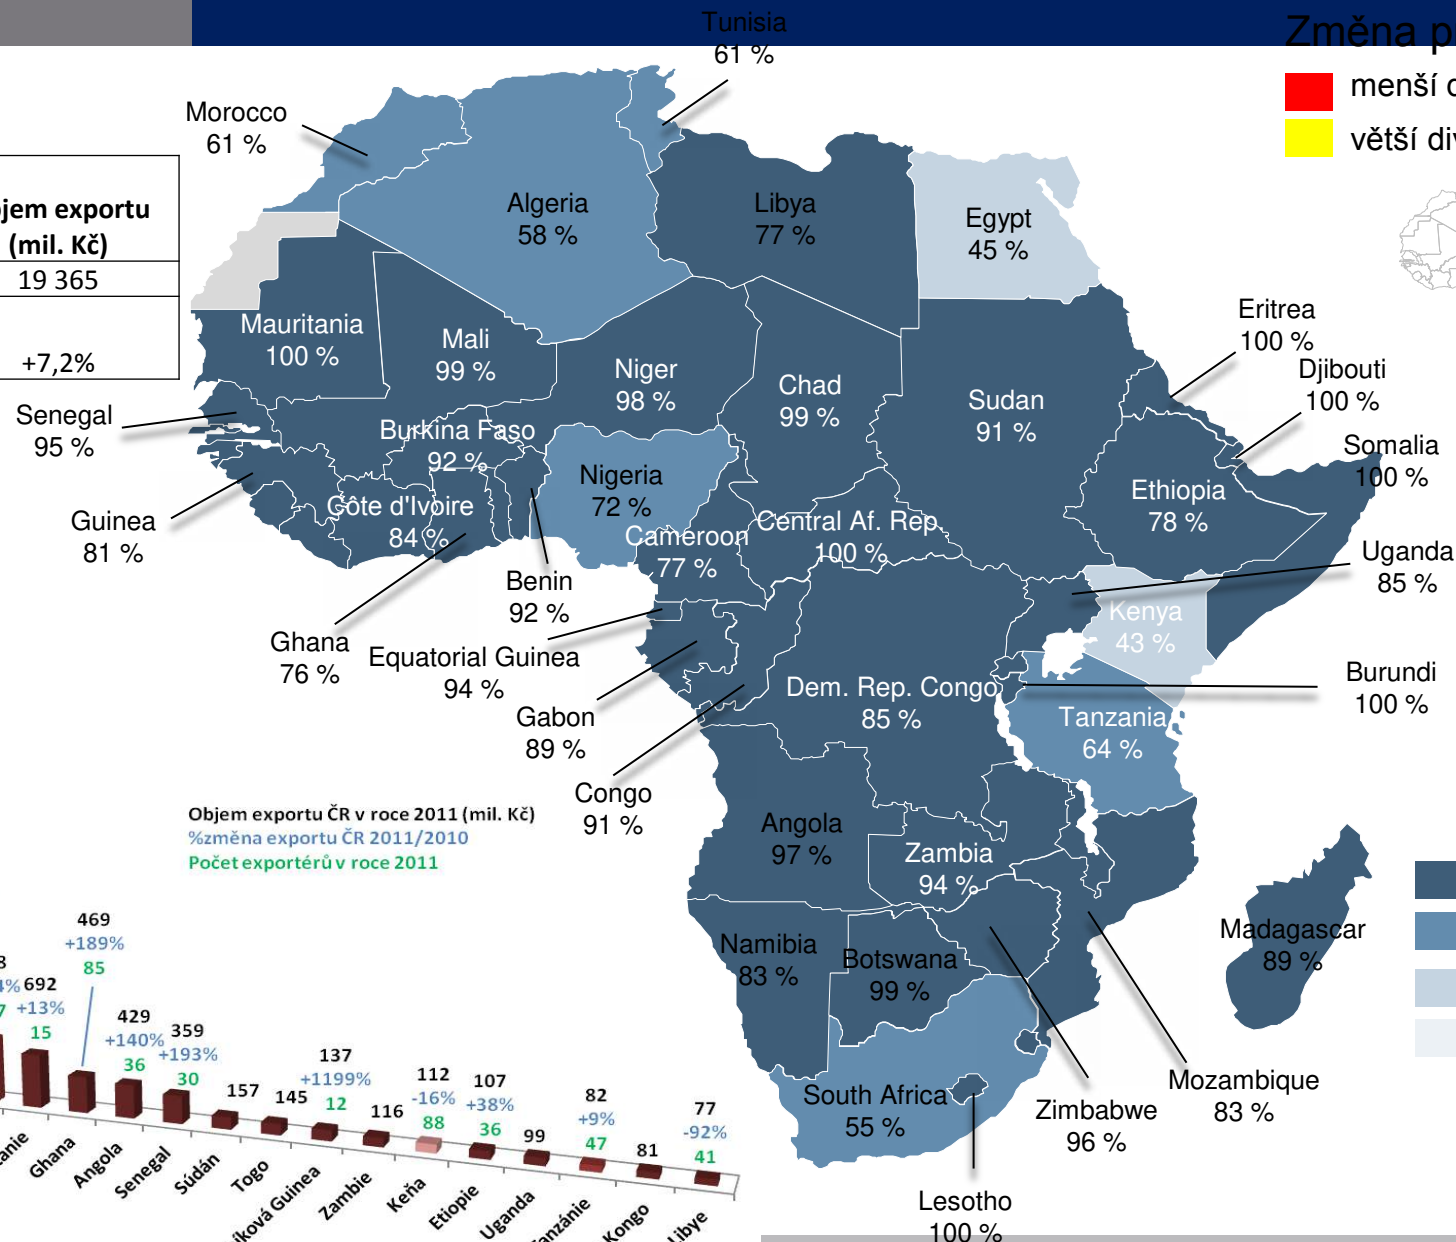 Tunisia
61 %
Změna
menší
větší
Morocco
61 %
exportu
(mil. Kč)
19 365
+7,2%
Algeria
58 %
Libya
77 %
Egypt
45 %
Mauritania
100 %
Mali
99 %
Niger
98 %
Chad
99 %
Sudan
91 %
Eritrea
100 %
Djibouti
100 %
Somalia
100 %
Senegal
95 %
Burkina Faso
92 %
Nigeria
72 %
Ethiopia
78 %
Guinea
81 %
Côte d'Ivoire
84 %
Cameroon
77 %
Central Af. Rep.
100 %
Uganda
85 %
Benin
92 %
Kenya
43 %
Ghana
76 %
Equatorial Guinea
94 %
Gabon
89 %
Dem. Rep. Congo
85 %
Burundi
100 %
Tanzania
64 %
Congo
91 %
Angola
97 %
Zambia
94 %
Namibia
83 %
Botswana
99 %
Madagascar
89 %
South Africa
55 %
Zimbabwe
96 %
Mozambique
83 %
Lesotho
100 %
Objem exportu ČR v roce 2011 (mil. Kč)
%změna exportu ČR 2011/2010
Počet exportérů v roce 2011
692
+13%
15
469
+189%
85
429
+140%
36
359
+193%
30
157
145
137
+1199%
12
116
112
-16%
88
107
+38%
36
99
82
+9%
47
81
77
-92%
41
Ghana
Angola
Senegal
Súdán
Togo
Guinea
Zambie
Keňa
Etiopie
Uganda
Kongo
Libye